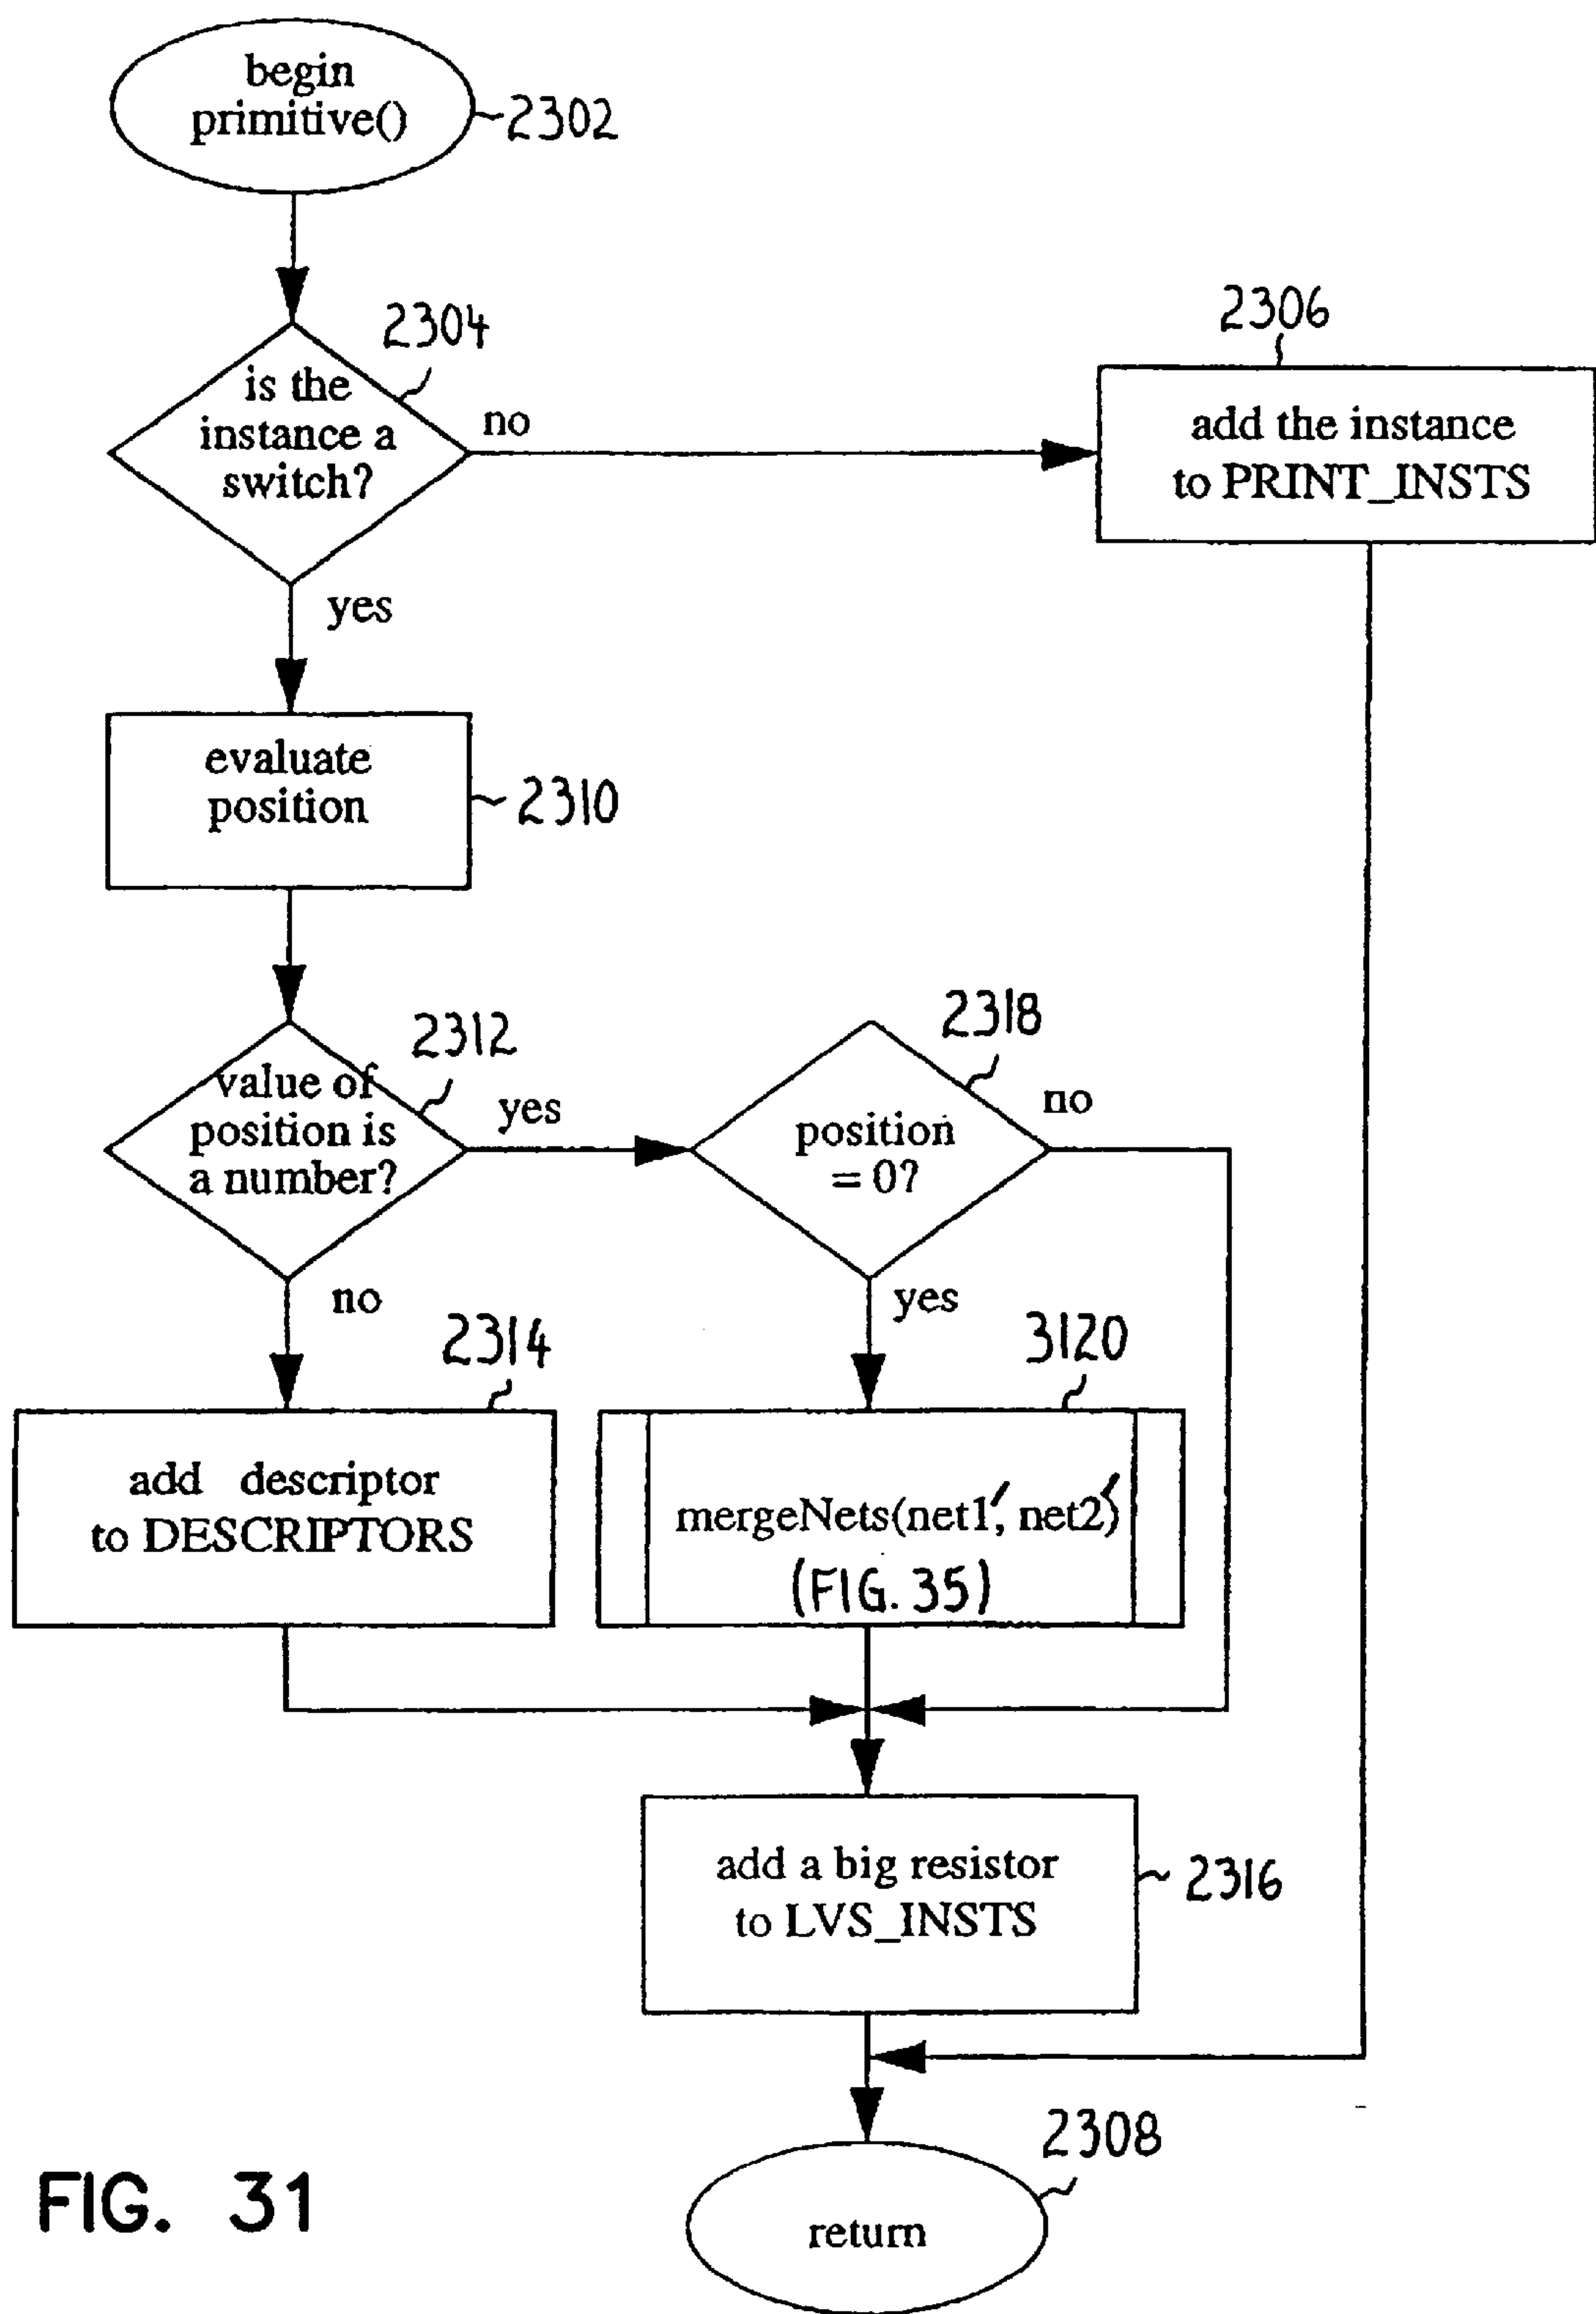 begin
primitive()
2302
2304
is the
instance a
switch?
no
2306
add the instance
to PRINT_INSTS
yes
evaluate
position
2310
2312
value of
position is
a number?
yes
2318
position
= 0?
no
no
yes
2314
add descriptor
to DESCRIPTORS
3120
mergeNets(net1′, net2′)
(FIG. 35)
add a big resistor
to LVS_INSTS
2316
2308
return
FIG. 31